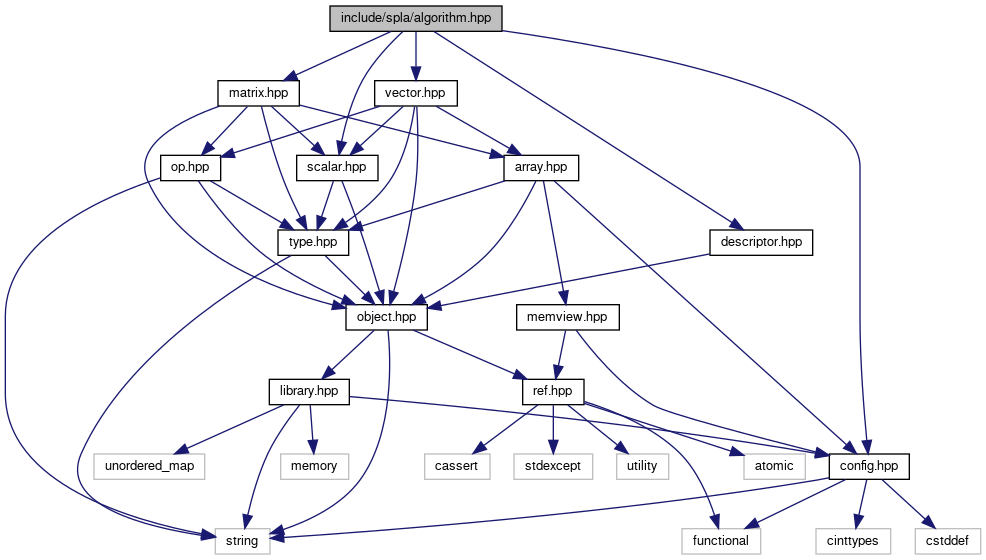 include/spla/algorithm.hpp
matrix.hpp
vector.hpp
op.hpp
scalar.hpp
array.hpp
type.hpp
descriptor.hpp
object.hpp
memview.hpp
library.hpp
ref.hpp
unordered_map
memory
cassert
stdexcept
utility
atomic
config.hpp
string
functional
cinttypes
cstddef